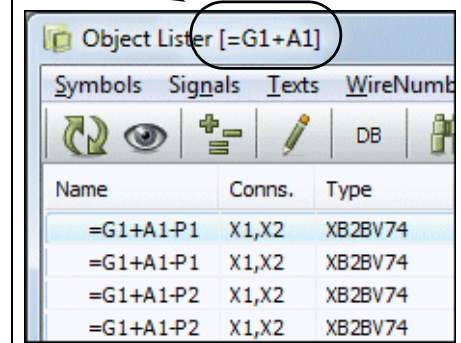 Object Lister [=G1+A1]
Symbols Signals Texts WireNumb
DB
Name Conns. Type
=G1+A1-P1 X1,X2 XB2BV74
=G1+A1-P1 X1,X2 XB2BV74
=G1+A1-P2 X1,X2 XB2BV74
=G1+A1-P2 X1,X2 XB2BV74